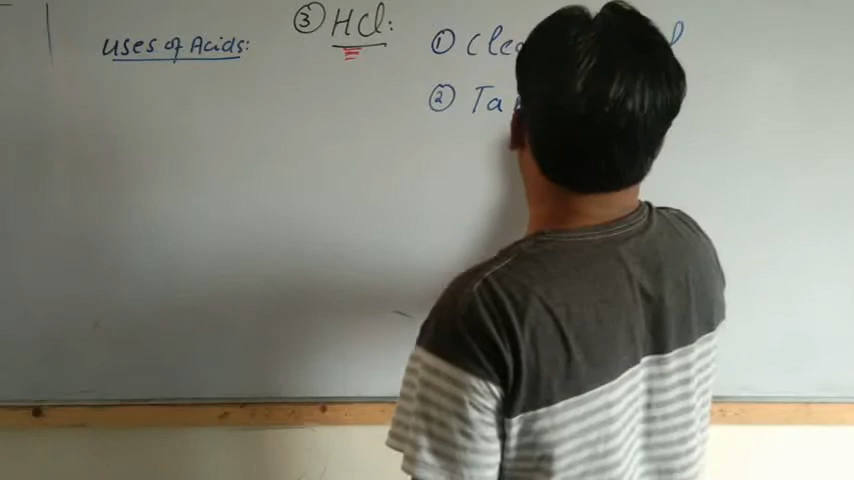 Uses of Acids:
③ HCl:
① Clea
② Ta